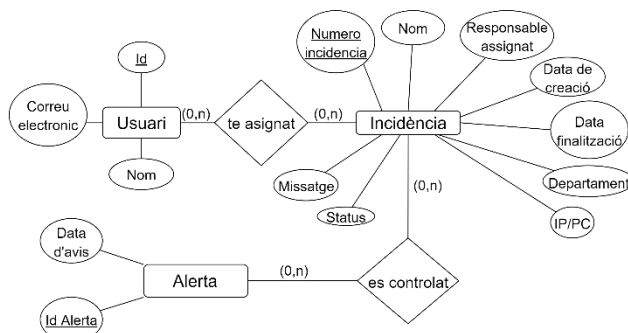 Numero
incidencia
Nom
Responsable
assignat
Id
Data de
creació
Correu
electronic
Usuari
(0,n)
te asignat
(0,n)
Incidència
Data
finalització
Nom
Missatge
Status
(0,n)
Departament
IP/PC
Data
d'avis
Alerta
(0,n)
es controlat
Id Alerta